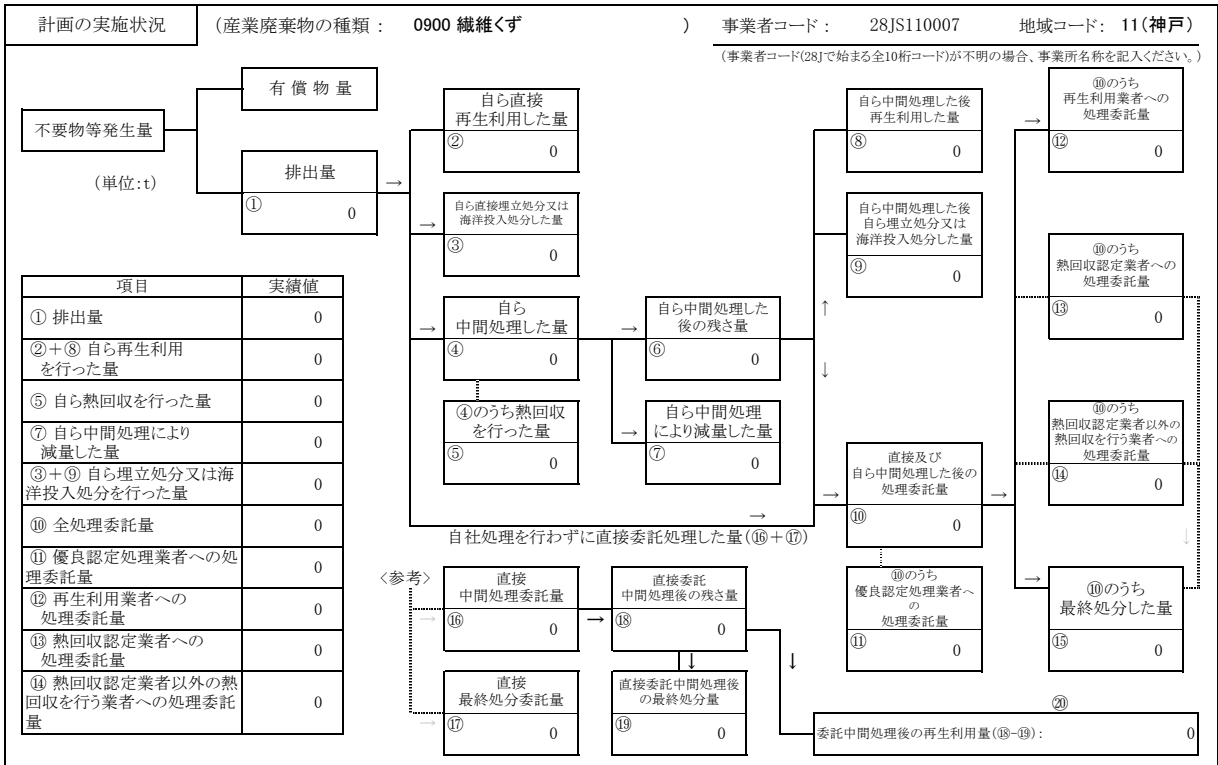 計画の実施状況 (産業廃棄物の種類： 0900 繊維くず ) 事業者コード： 28JS110007 地域コード： 11(神戸)
(事業者コード(28Jで始まる全10桁コード)が不明の場合、事業所名称を記入ください。)
不要物等発生量
(単位:t)
有償物量
排出量
→
① 0
自ら直接
再生利用した量
② 0
→
自ら直接埋立処分又は
海洋投入処分した量
③ 0
→
自ら
中間処理した量
④ 0
④のうち熱回収
を行った量
⑤ 0
→
自ら中間処理した
後の残さ量
⑥ 0
→
自ら中間処理
により減量した量
⑦ 0
自ら中間処理した後
再生利用した量
⑧ 0
自ら中間処理した後
自ら埋立処分又は
海洋投入処分した量
⑨ 0
↑
↓
→
直接及び
自ら中間処理した後の
処理委託量
⑩ 0
→
⑩のうち
優良認定処理業者へ
の
処理委託量
⑪ 0
→
⑩のうち
再生利用業者への
処理委託量
⑫ 0
⑩のうち
熱回収認定業者への
処理委託量
⑬ 0
⑩のうち
熱回収認定業者以外の
熱回収を行う業者への
処理委託量
⑭ 0
↓
→
⑩のうち
最終処分した量
⑮ 0
項目 実績値
① 排出量 0
②＋⑧ 自ら再生利用
を行った量 0
⑤ 自ら熱回収を行った量 0
⑦ 自ら中間処理により
減量した量 0
③＋⑨ 自ら埋立処分又は海
洋投入処分を行った量 0
⑩ 全処理委託量 0
⑪ 優良認定処理業者への処
理委託量 0
⑫ 再生利用業者への
処理委託量 0
⑬ 熱回収認定業者への
処理委託量 0
⑭ 熱回収認定業者以外の熱
回収を行う業者への処理委託
量 0
→
自社処理を行わずに直接委託処理した量(⑯＋⑰)
〈参考〉
→
直接
中間処理委託量
⑯ 0
→
直接委託
中間処理後の残さ量
⑱ 0
↓
↓
→
直接
最終処分委託量
⑰ 0
直接委託中間処理後
の最終処分量
⑲ 0
⑳
委託中間処理後の再生利用量(⑱-⑲)： 0